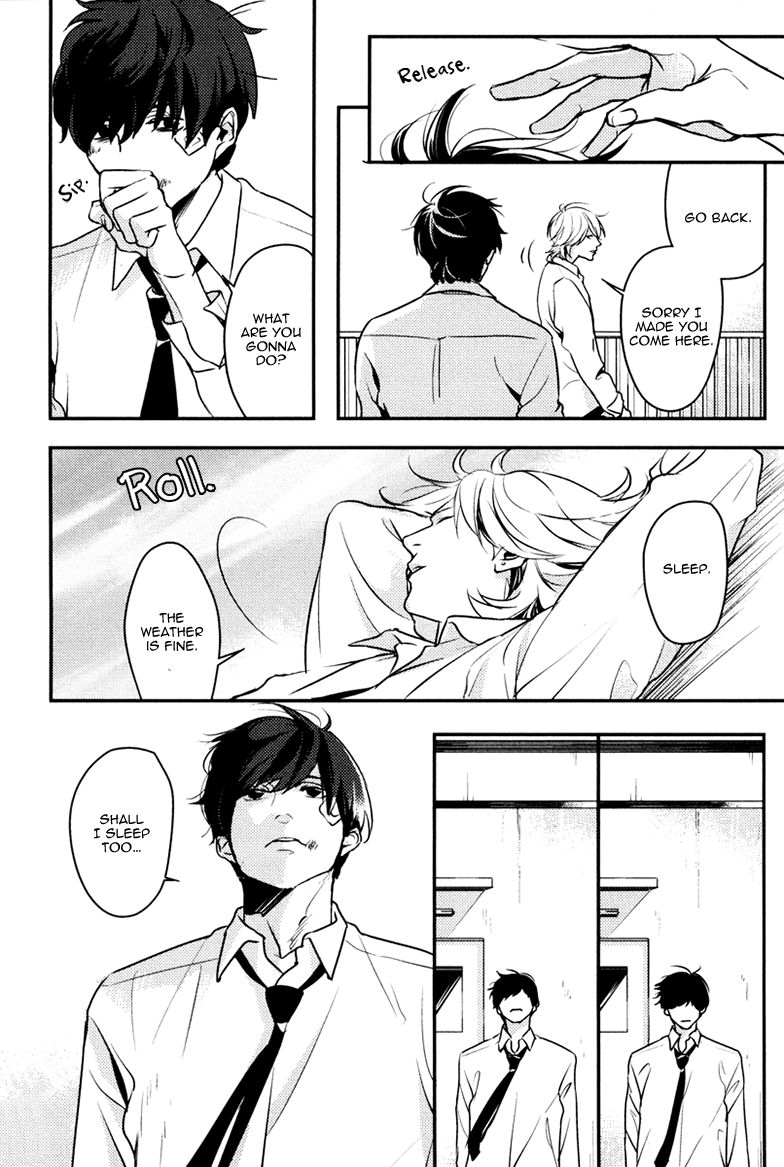 Release.
GO BACK.
SORRY I
MADE YOU
COME HERE.
Sip.
WHAT
ARE YOU
GONNA
DO?
SLEEP.
Roll.
THE
WEATHER
IS FINE.
SHALL
I SLEEP
TOO...